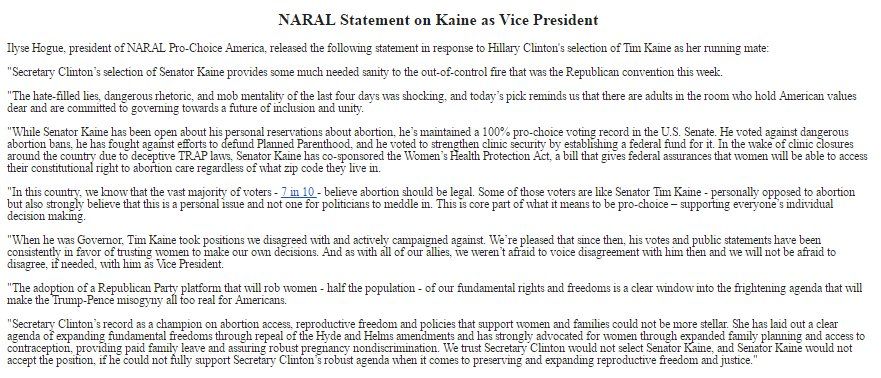 NARAL Statement on Kaine as Vice President
Ilyse Hogue, president of NARAL Pro-Choice America, released the following statement in response to Hillary Clinton's selection of Tim Kaine as her running mate:
"Secretary Clinton's selection of Senator Kaine provides some much needed sanity to the out-of-control fire that was the Republican convention this week.
"The hate-filled lies, dangerous rhetoric, and mob mentality of the last four days was shocking, and today's pick reminds us that there are adults in the room who hold American values
dear and are committed to governing towards a future of inclusion and unity.
"While Senator Kaine has been open about his personal reservations about abortion, he's maintained a 100% pro-choice voting record in the U.S. Senate. He voted against dangerous
abortion bans, he has fought against efforts to defund Planned Parenthood, and he voted to strengthen clinic security by establishing a federal fund for it. In the wake of clinic closures
around the country due to deceptive TRAP laws, Senator Kaine has co-sponsored the Women's Health Protection Act, a bill that gives federal assurances that women will be able to access
their constitutional right to abortion care regardless of what zip code they live in.
"In this country, we know that the vast majority of voters - 7 in 10 - believe abortion should be legal. Some of those voters are like Senator Tim Kaine - personally opposed to abortion
but also strongly believe that this is a personal issue and not one for politicians to meddle in. This is core part of what it means to be pro-choice – supporting everyone's individual
decision making.
"When he was Governor, Tim Kaine took positions we disagreed with and actively campaigned against. We're pleased that since then, his votes and public statements have been
consistently in favor of trusting women to make our own decisions. And as with all of our allies, we weren't afraid to voice disagreement with him then and we will not be afraid to
disagree, if needed, with him as Vice President.
"The adoption of a Republican Party platform that will rob women - half the population - of our fundamental rights and freedoms is a clear window into the frightening agenda that will
make the Trump-Pence misogyny all too real for Americans.
"Secretary Clinton's record as a champion on abortion access, reproductive freedom and policies that support women and families could not be more stellar. She has laid out a clear
agenda of expanding fundamental freedoms through repeal of the Hyde and Helms amendments and has strongly advocated for women through expanded family planning and access to
contraception, providing paid family leave and assuring robust pregnancy nondiscrimination. We trust Secretary Clinton would not select Senator Kaine, and Senator Kaine would not
accept the position, if he could not fully support Secretary Clinton's robust agenda when it comes to preserving and expanding reproductive freedom and justice."